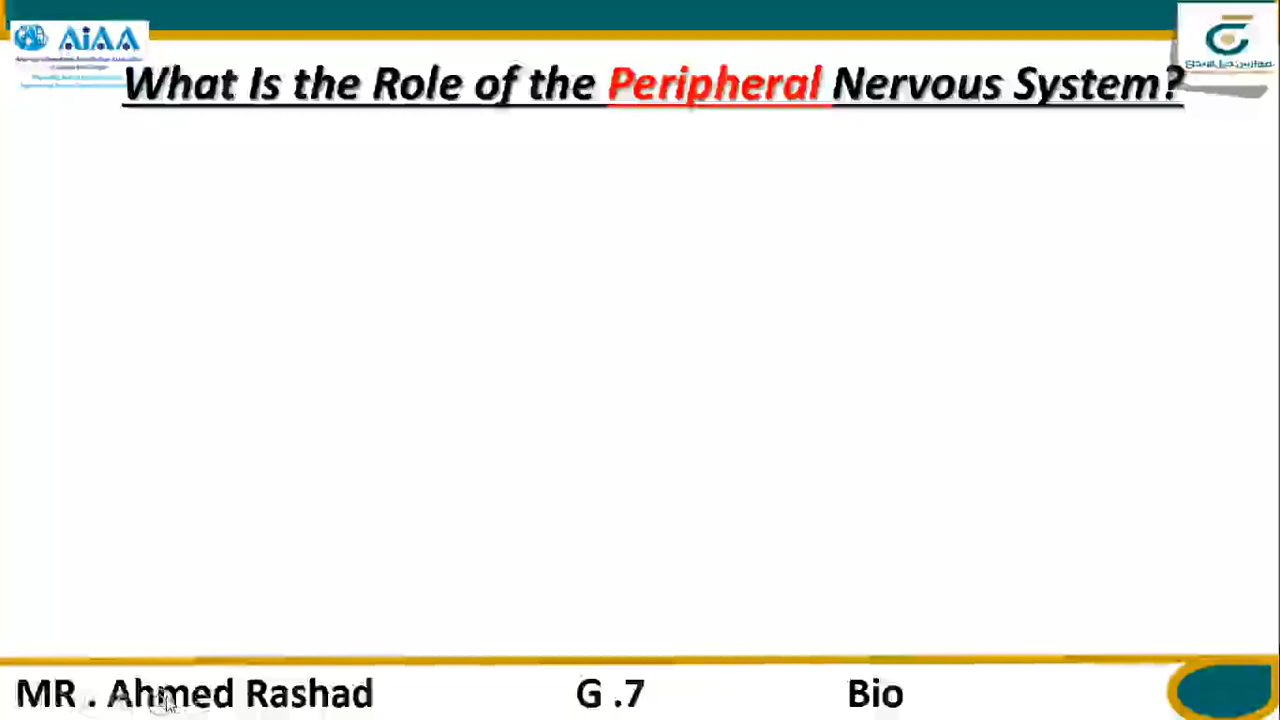 AiAA
What Is the Role of the Peripheral Nervous System?
MR . Ahmed Rashad
G .7
Bio